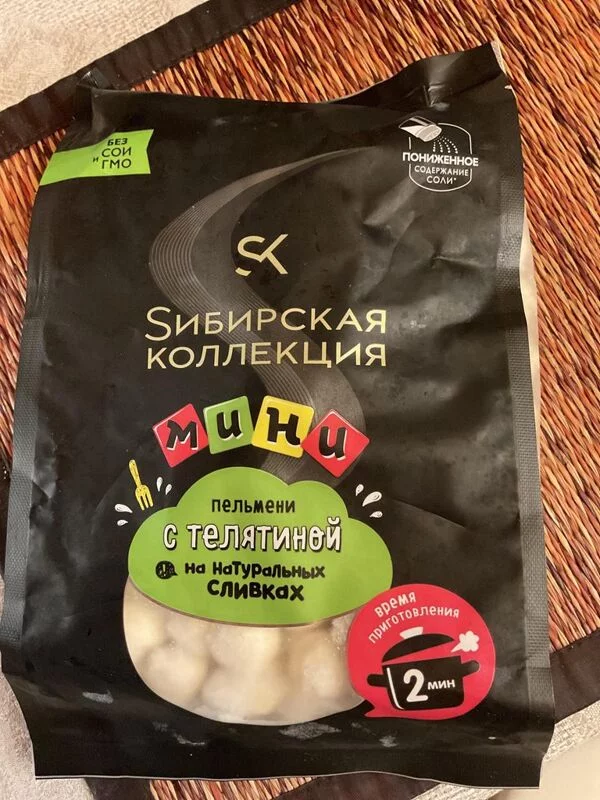 БЕЗ
СОИ
и ГМО
ПОНИЖЕННОЕ
СОДЕРЖАНИЕ
СОЛИ*
SK
SИБИРСКАЯ
КОЛЛЕКЦИЯ
МИНИ
пельмени
с телятиной
на натуральных
сливках
время
приготовления
2 мин